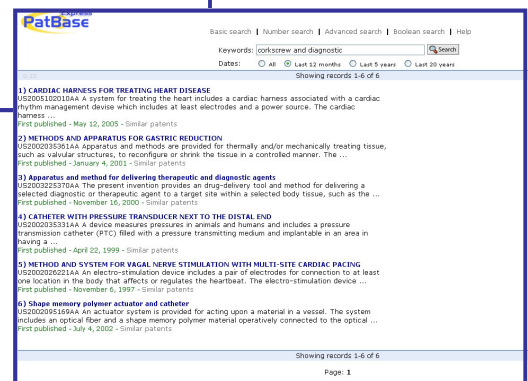 Express
PatBase
Basic search | Number search | Advanced search | Boolean search | Help
Keywords: corkscrew and diagnostic Search
Dates: All Last 12 months Last 5 years Last 20 years
Showing records 1-6 of 6
1) CARDIAC HARNESS FOR TREATING HEART DISEASE
US2005102010AA A system for treating the heart includes a cardiac harness associated with a cardiac
rhythm management devise which includes at least electrodes and a power source. The cardiac
harness ...
First published - May 12, 2005 - Similar patents
2) METHODS AND APPARATUS FOR GASTRIC REDUCTION
US2002035361AA Apparatus and methods are provided for thermally and/or mechanically treating tissue,
such as valvular structures, to reconfigure or shrink the tissue in a controlled manner. The ...
First published - January 4, 2001 - Similar patents
3) Apparatus and method for delivering therapeutic and diagnostic agents
US2003225370AA The present invention provides an drug-delivery tool and method for delivering a
selected diagnostic or therapeutic agent to a target site within a selected body tissue, such as the ...
First published - November 16, 2000 - Similar patents
4) CATHETER WITH PRESSURE TRANSDUCER NEXT TO THE DISTAL END
US2002035331AA A device measures pressures in animals and humans and includes a pressure
transmission catheter (PTC) filled with a pressure transmitting medium and implantable in an area in
having a ...
First published - April 22, 1999 - Similar patents
5) METHOD AND SYSTEM FOR VAGAL NERVE STIMULATION WITH MULTI-SITE CARDIAC PACING
US2002026221AA An electro-stimulation device includes a pair of electrodes for connection to at least
one location in the body that affects or regulates the heartbeat. The electro-stimulation device ...
First published - November 6, 1997 - Similar patents
6) Shape memory polymer actuator and catheter
US2002095169AA An actuator system is provided for acting upon a material in a vessel. The system
includes an optical fiber and a shape memory polymer material operatively connected to the optical ...
First published - July 4, 2002 - Similar patents
Showing records 1-6 of 6
Page: 1